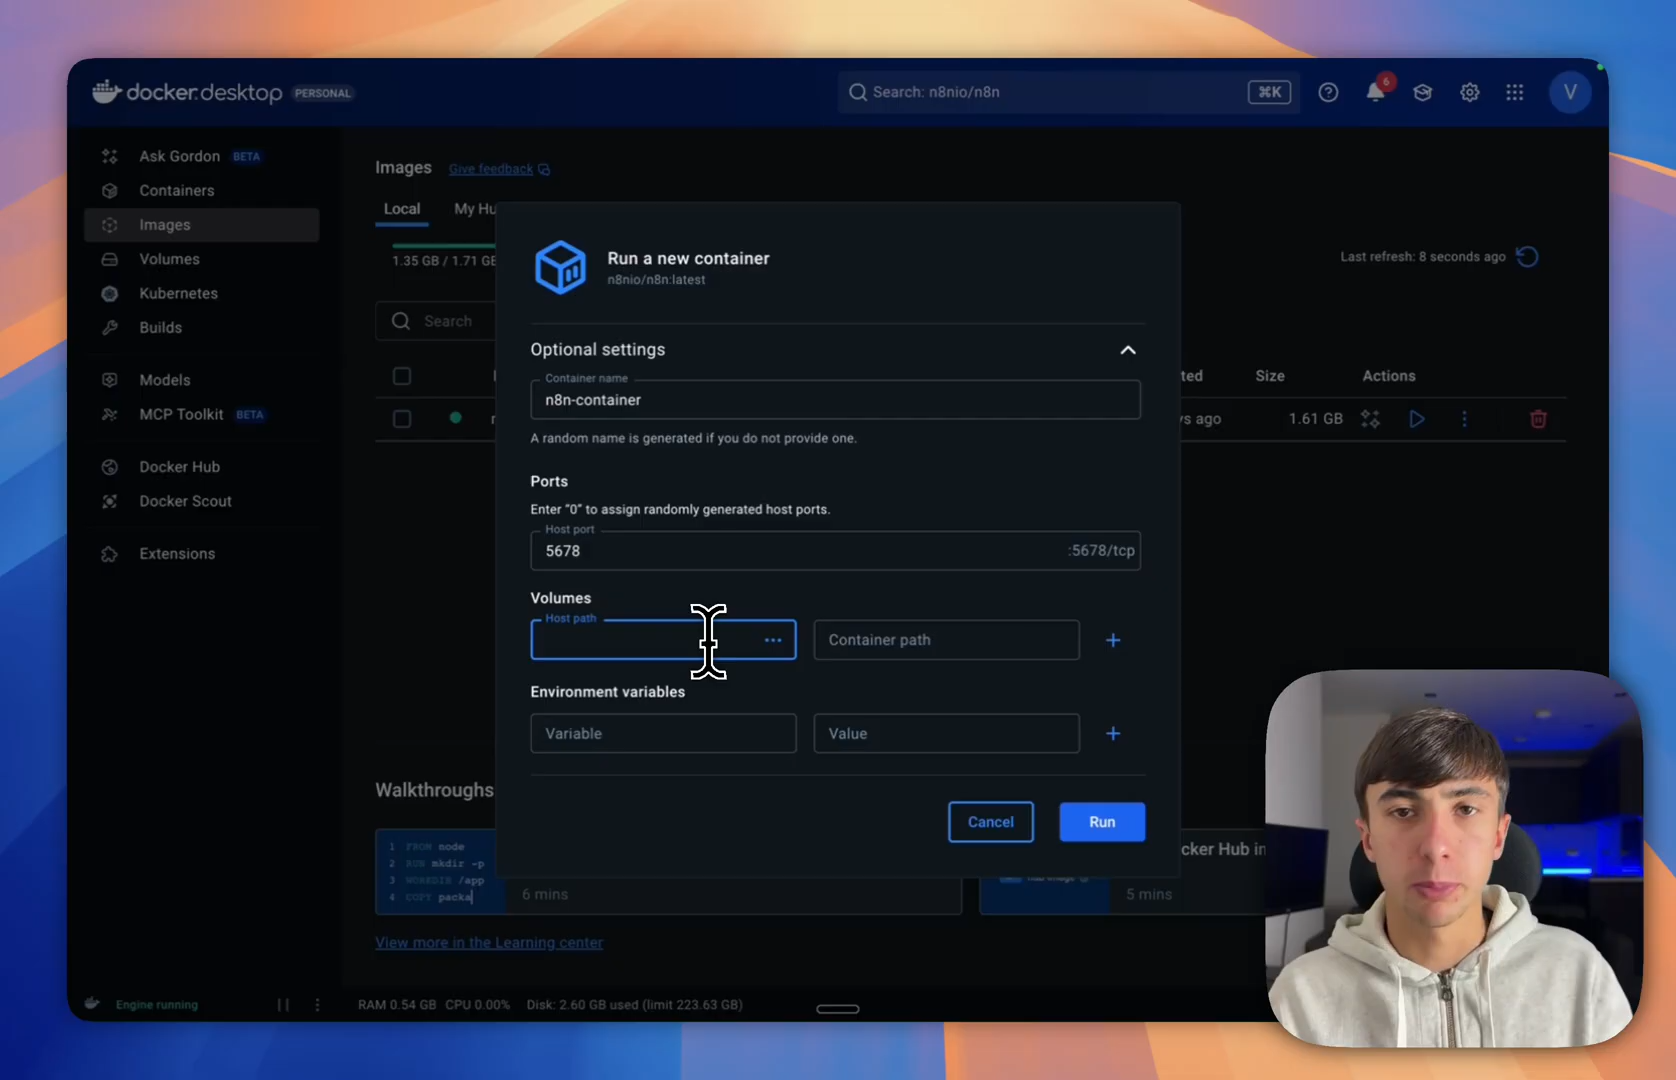 docker.desktop PERSONAL
Search: n8nio/n8n ⌘K
6
V
Ask Gordon BETA
Containers
Images
Volumes
Kubernetes
Builds
Models
MCP Toolkit BETA
Docker Hub
Docker Scout
Extensions
Images Give feedback
Local My Hu
1.35 GB / 1.71 GB
Last refresh: 8 seconds ago
Search
ted Size Actions
ys ago 1.61 GB
Run a new container
n8nio/n8n:latest
Optional settings
Container name
n8n-container
A random name is generated if you do not provide one.
Ports
Enter “0” to assign randomly generated host ports.
Host port
5678 :5678/tcp
Volumes
Host path
Container path
Environment variables
Variable Value
Cancel Run
Walkthroughs
1 FROM node
2 RUN mkdir -p
3 WORKDIR /app
4 COPY packa
6 mins
cker Hub in
5 mins
View more in the Learning center
Engine running
RAM 0.54 GB CPU 0.00% Disk: 2.60 GB used (limit 223.63 GB)